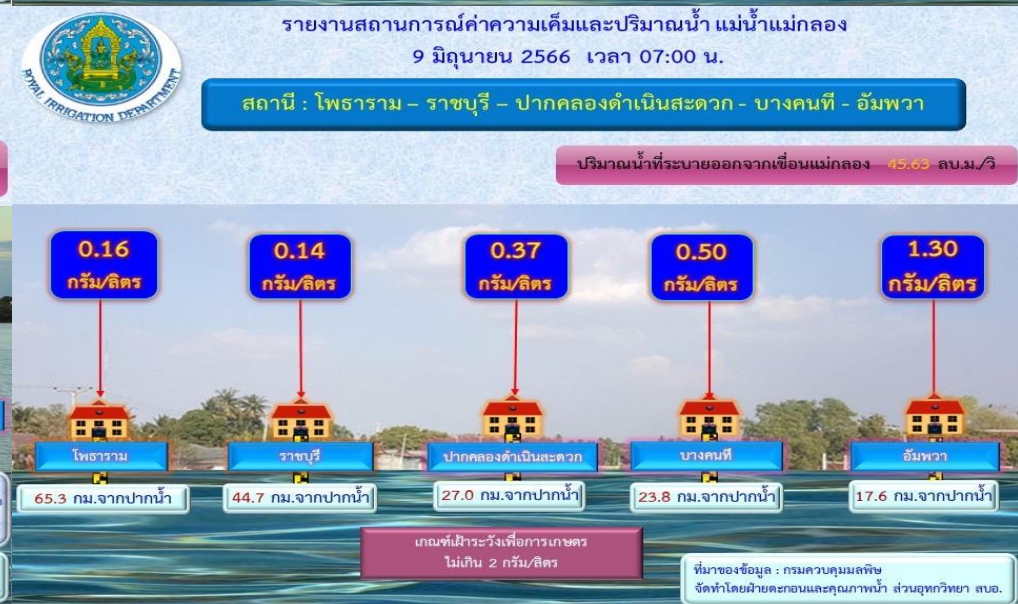 รายงานสถานการณ์ค่าความเค็มและปริมาณน้ำ แม่น้ำแม่กลอง
9 มิถุนายน 2566 เวลา 07:00 น.
ROYAL IRRIGATION DEPARTMENT
สถานี : โพธาราม – ราชบุรี – ปากคลองดำเนินสะดวก - บางคนที - อัมพวา
ปริมาณน้ำที่ระบายออกจากเขื่อนแม่กลอง 45.63 ลบ.ม./วิ
0.16 กรัม/ลิตร
0.14 กรัม/ลิตร
0.37 กรัม/ลิตร
0.50 กรัม/ลิตร
1.30 กรัม/ลิตร
โพธาราม
ราชบุรี
ปากคลองดำเนินสะดวก
บางคนที
อัมพวา
65.3 กม.จากปากน้ำ
44.7 กม.จากปากน้ำ
27.0 กม.จากปากน้ำ
23.8 กม.จากปากน้ำ
17.6 กม.จากปากน้ำ
เกณฑ์เฝ้าระวังเพื่อการเกษตร
ไม่เกิน 2 กรัม/ลิตร
ที่มาของข้อมูล : กรมควบคุมมลพิษ
จัดทำโดยฝ่ายตะกอนและคุณภาพน้ำ ส่วนอุทกวิทยา สบอ.